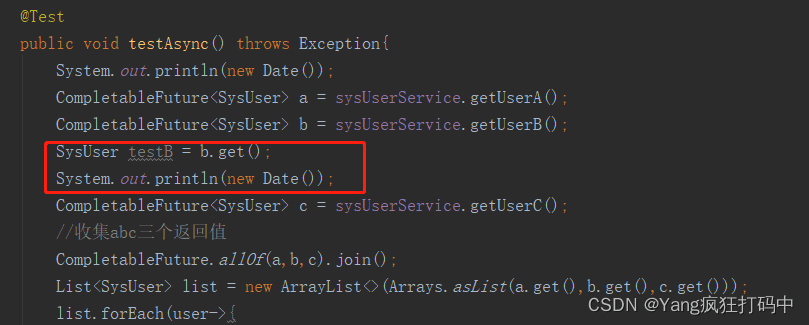 @Test
public void testAsync() throws Exception{
System.out.println(new Date());
CompletableFuture<SysUser> a = sysUserService.getUserA();
CompletableFuture<SysUser> b = sysUserService.getUserB();
SysUser testB = b.get();
System.out.println(new Date());
CompletableFuture<SysUser> c = sysUserService.getUserC();
//收集abc三个返回值
CompletableFuture.allOf(a,b,c).join();
List<SysUser> list = new ArrayList<>(Arrays.asList(a.get(),b.get(),c.get()));
list.forEach(user->{
CSDN @Yang疯狂打码中